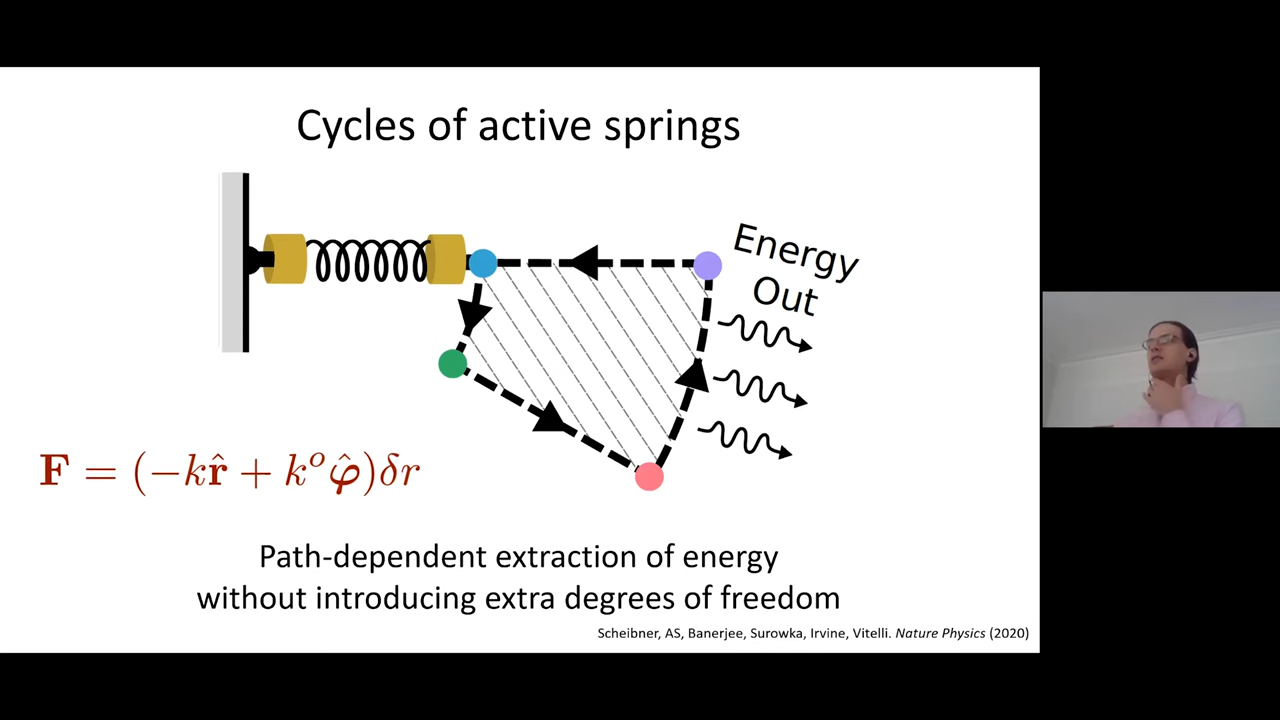 Cycles of active springs
Energy
Out
𝐅 = (−k𝐫̂ + kᵒ𝛗̂)δr
Path-dependent extraction of energy
without introducing extra degrees of freedom
Scheibner, AS, Banerjee, Surowka, Irvine, Vitelli. Nature Physics (2020)